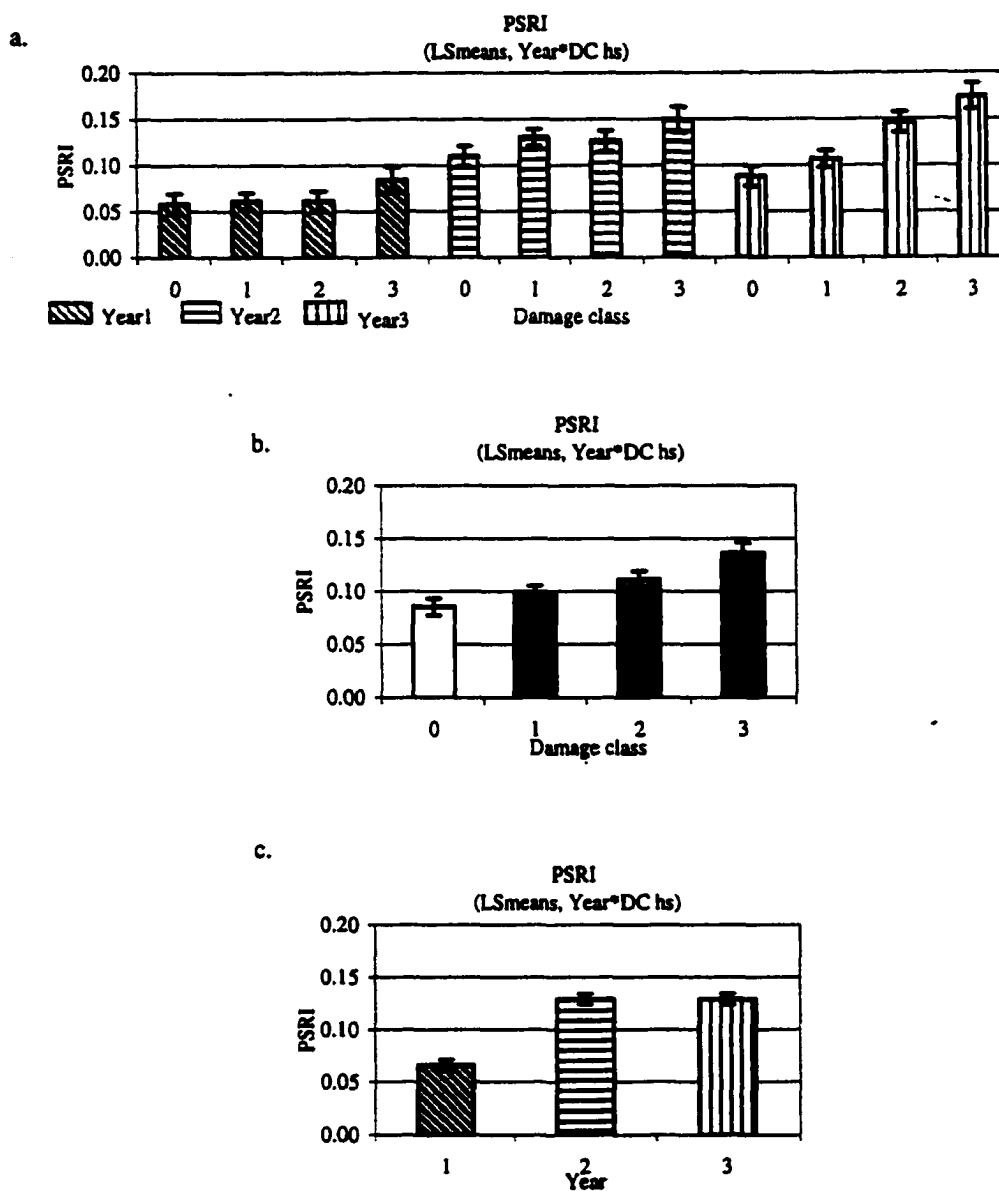 a.
PSRI
(LSmeans, Year*DC hs)
0.20
0.15
0.10
0.05
0.00
PSRI
0 1 2 3 0 1 2 3 0 1 2 3
Year1 Year2 Year3 Damage class
b.
PSRI
(LSmeans, Year*DC hs)
0.20
0.15
0.10
0.05
0.00
PSRI
0 1 2 3
Damage class
c.
PSRI
(LSmeans, Year*DC hs)
0.20
0.15
0.10
0.05
0.00
PSRI
1 2 3
Year